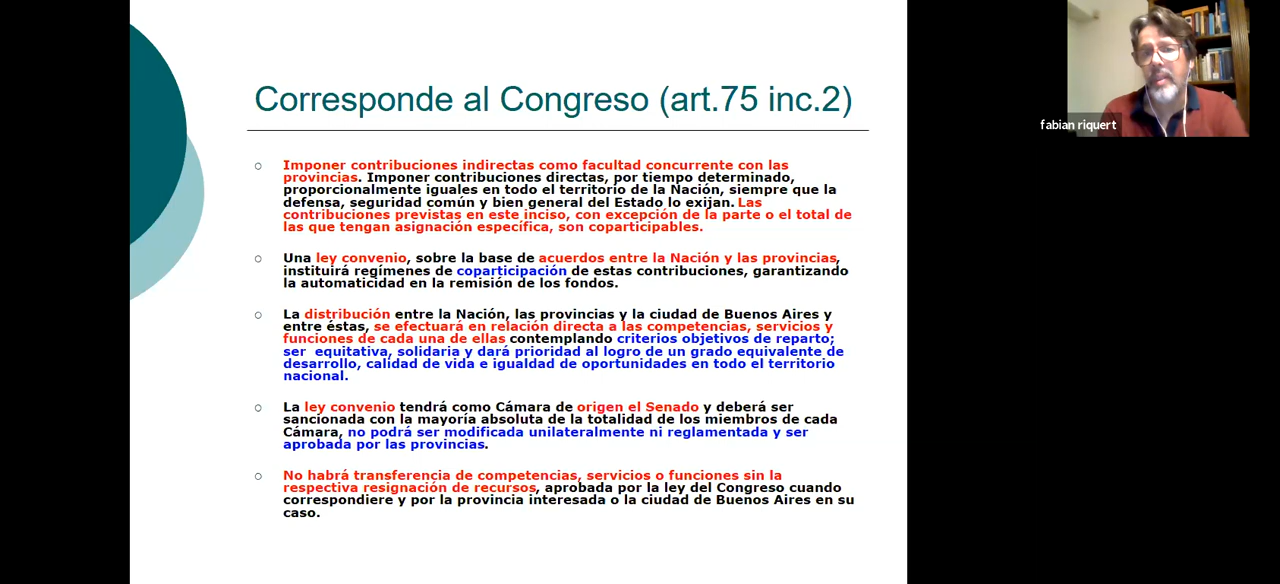 Corresponde al Congreso (art.75 inc.2)
fabian riquert
Imponer contribuciones indirectas como facultad concurrente con las
provincias. Imponer contribuciones directas, por tiempo determinado,
proporcionalmente iguales en todo el territorio de la Nación, siempre que la
defensa, seguridad común y bien general del Estado lo exijan. Las
contribuciones previstas en este inciso, con excepción de la parte o el total de
las que tengan asignación específica, son coparticipables.
Una ley convenio, sobre la base de acuerdos entre la Nación y las provincias,
instituirá regímenes de coparticipación de estas contribuciones, garantizando
la automaticidad en la remisión de los fondos.
La distribución entre la Nación, las provincias y la ciudad de Buenos Aires y
entre éstas, se efectuará en relación directa a las competencias, servicios y
funciones de cada una de ellas contemplando criterios objetivos de reparto;
ser equitativa, solidaria y dará prioridad al logro de un grado equivalente de
desarrollo, calidad de vida e igualdad de oportunidades en todo el territorio
nacional.
La ley convenio tendrá como Cámara de origen el Senado y deberá ser
sancionada con la mayoría absoluta de la totalidad de los miembros de cada
Cámara, no podrá ser modificada unilateralmente ni reglamentada y ser
aprobada por las provincias.
No habrá transferencia de competencias, servicios o funciones sin la
respectiva resignación de recursos, aprobada por la ley del Congreso cuando
correspondiere y por la provincia interesada o la ciudad de Buenos Aires en su
caso.